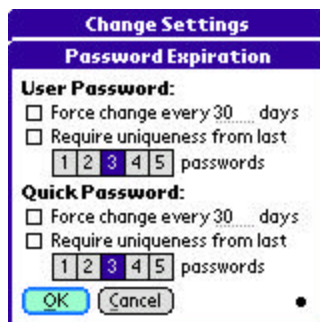 Change Settings
Password Expiration
User Password:
Force change every 30 days
Require uniqueness from last
1 2 3 4 5 passwords
Quick Password:
Force change every 30 days
Require uniqueness from last
1 2 3 4 5 passwords
OK Cancel